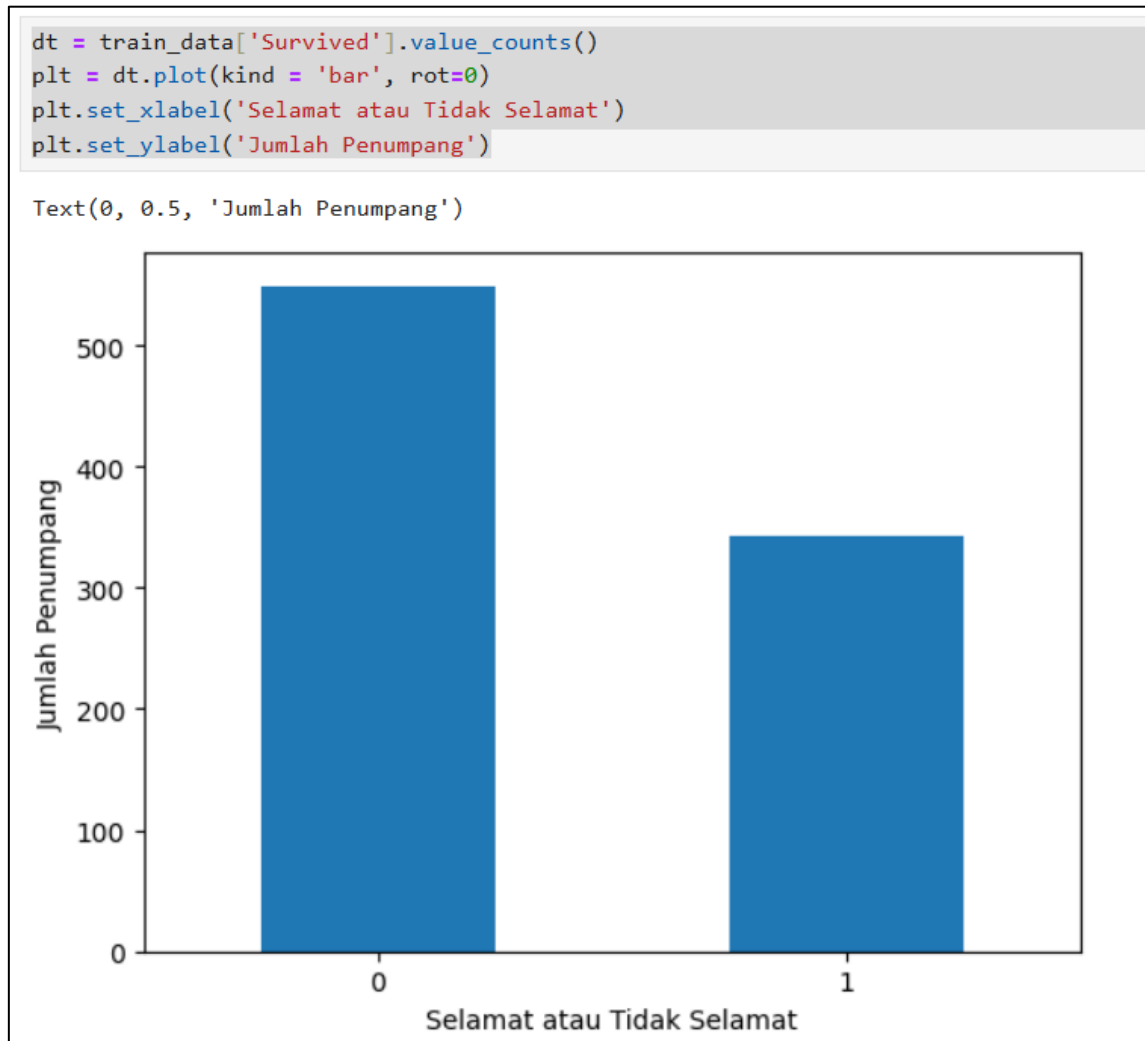 dt = train_data['Survived'].value_counts()
plt = dt.plot(kind = 'bar', rot=0)
plt.set_xlabel('Selamat atau Tidak Selamat')
plt.set_ylabel('Jumlah Penumpang')
Text(0, 0.5, 'Jumlah Penumpang')
500
400
300
200
100
0
Jumlah Penumpang
0 1
Selamat atau Tidak Selamat